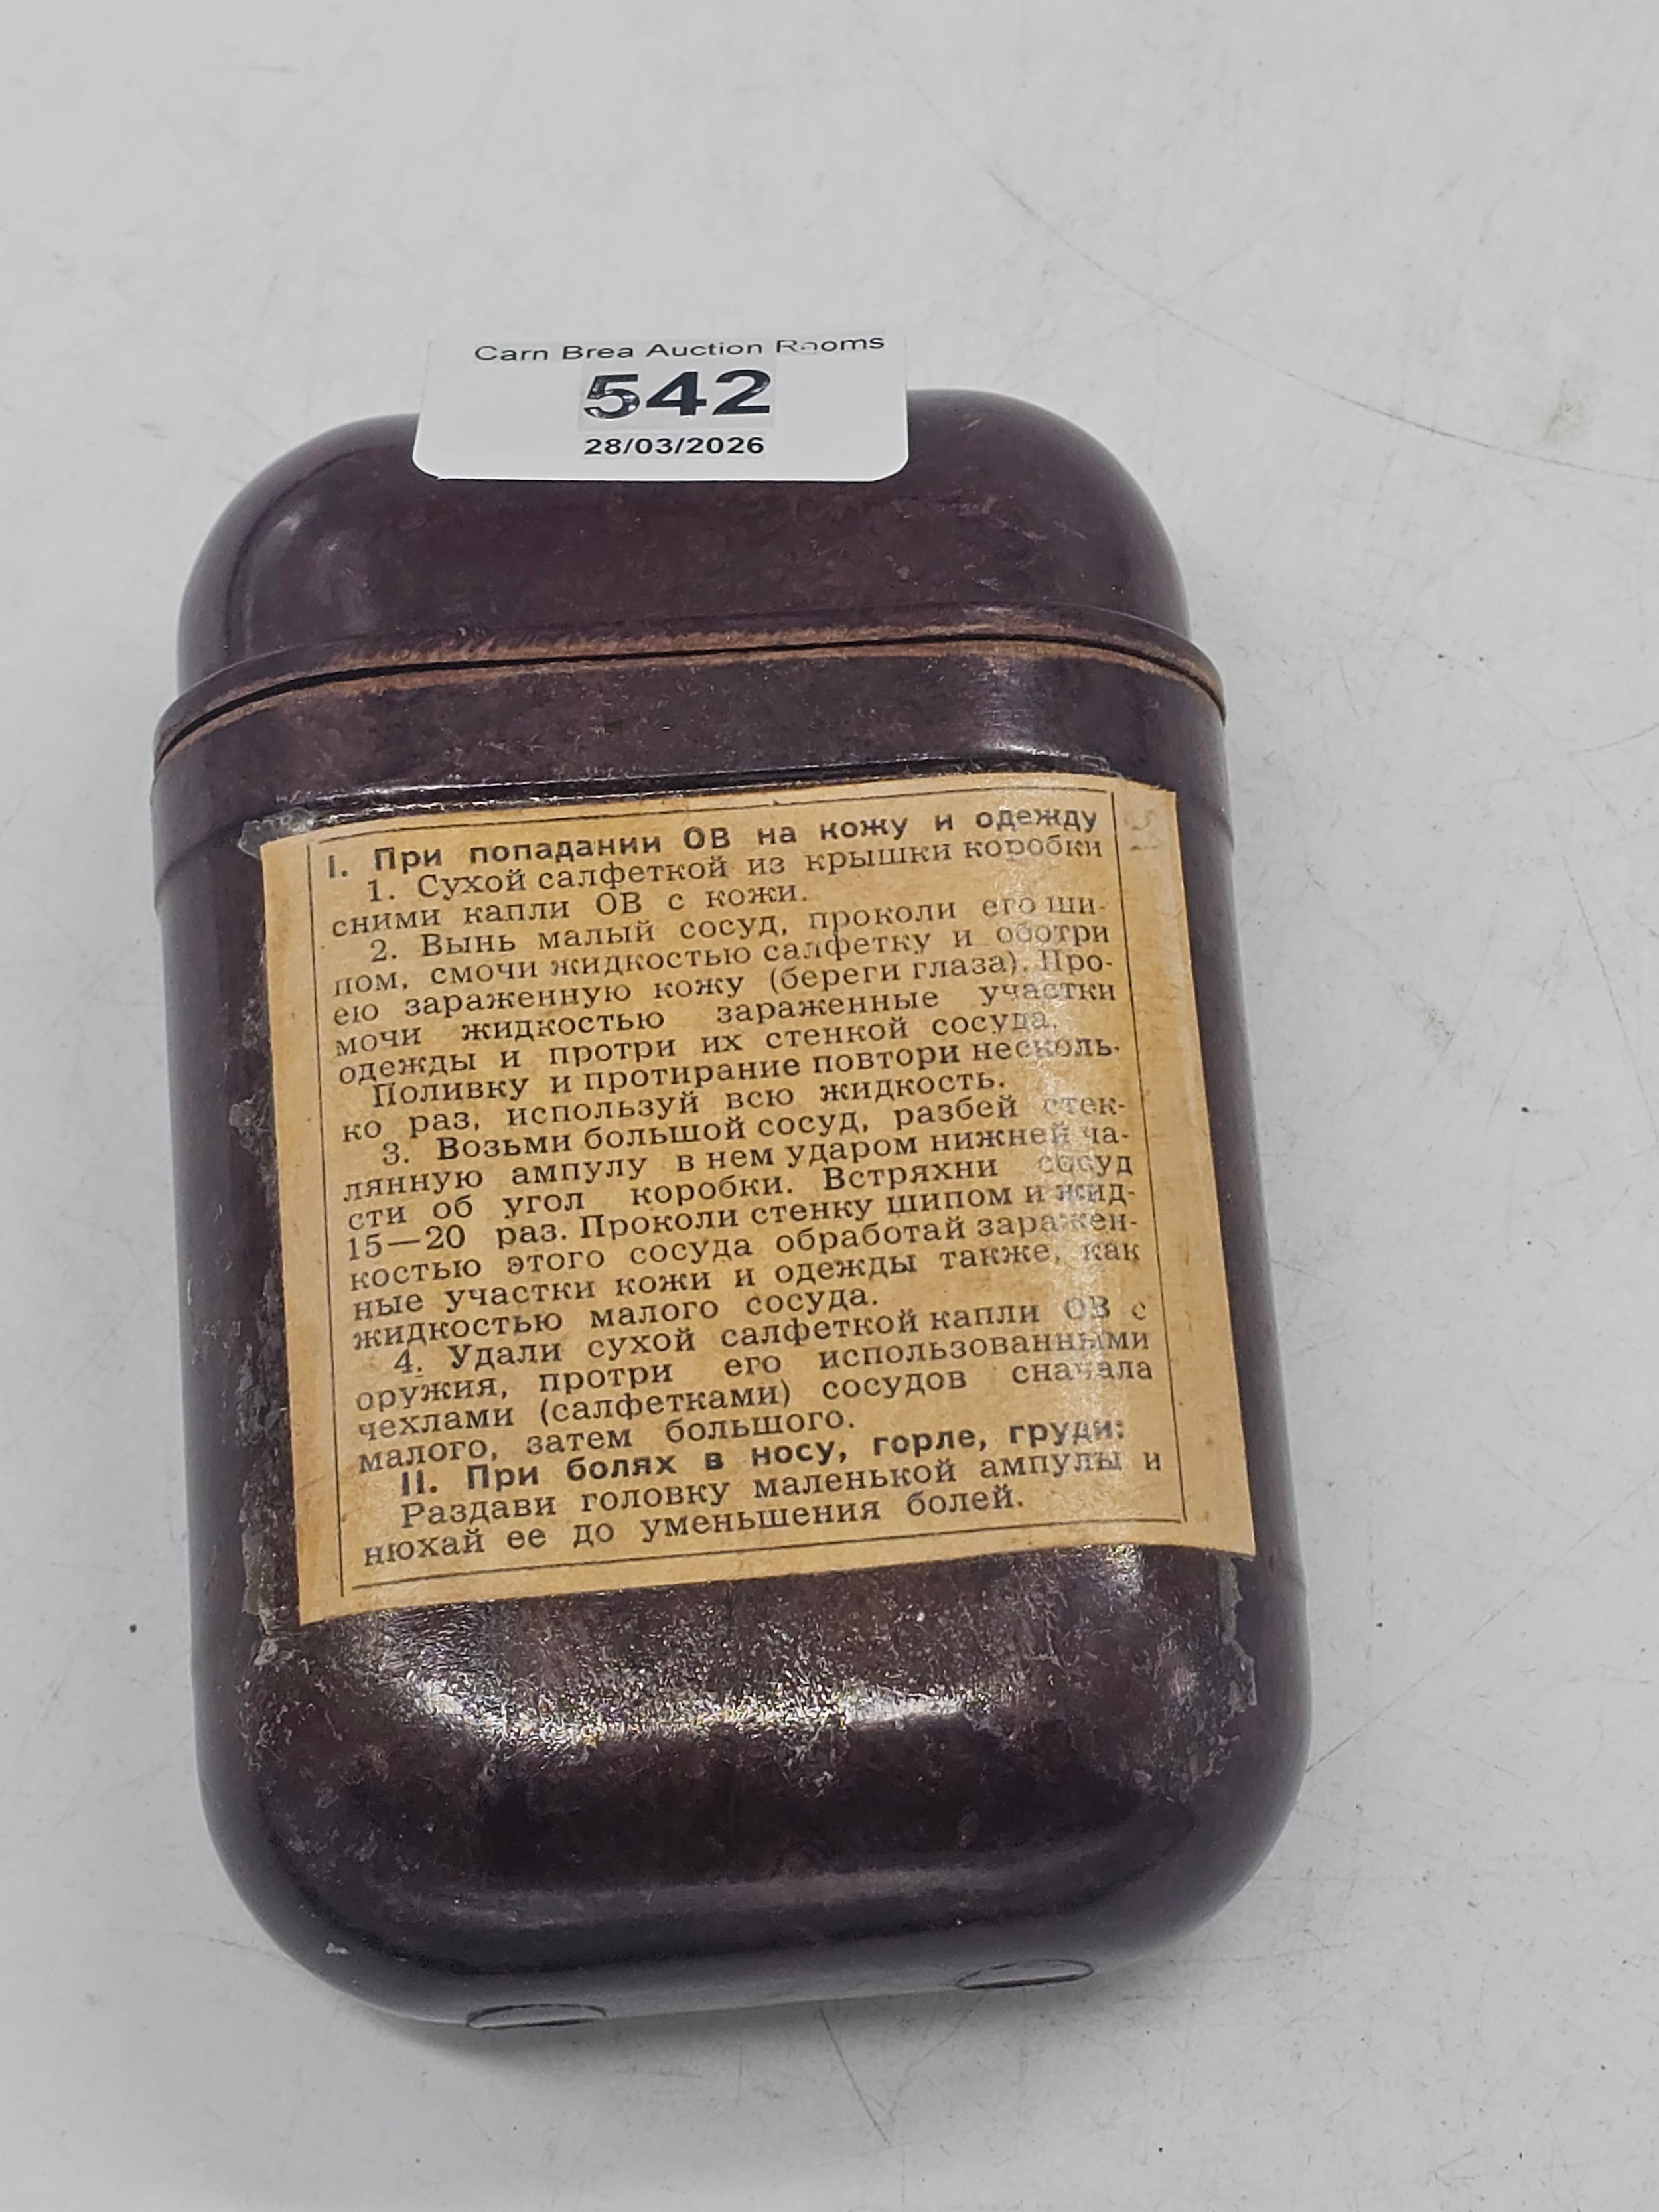 Carn Brea Auction Rooms
542
28/03/2026
I. При попадании ОВ на кожу и одежду
1. Сухой салфеткой из крышки коробки
сними капли ОВ с кожи.
2. Вынь малый сосуд, проколи его ши-
пом, смочи жидкостью салфетку и оботри
ею зараженную кожу (береги глаза). Про-
мочи жидкостью зараженные участки
одежды и протри их стенкой сосуда.
Поливку и протирание повтори несколь-
ко раз, используй всю жидкость.
3. Возьми большой сосуд, разбей стек-
лянную ампулу в нем ударом нижней ча-
сти об угол коробки. Встряхни сосуд
15—20 раз. Проколи стенку шипом и жид-
костью этого сосуда обработай заражен-
ные участки кожи и одежды также, как
жидкостью малого сосуда.
4. Удали сухой салфеткой капли ОВ с
оружия, протри его использованными
чехлами (салфетками) сосудов сначала
малого, затем большого.
II. При болях в носу, горле, груди:
Раздави головку маленькой ампулы и
нюхай ее до уменьшения болей.